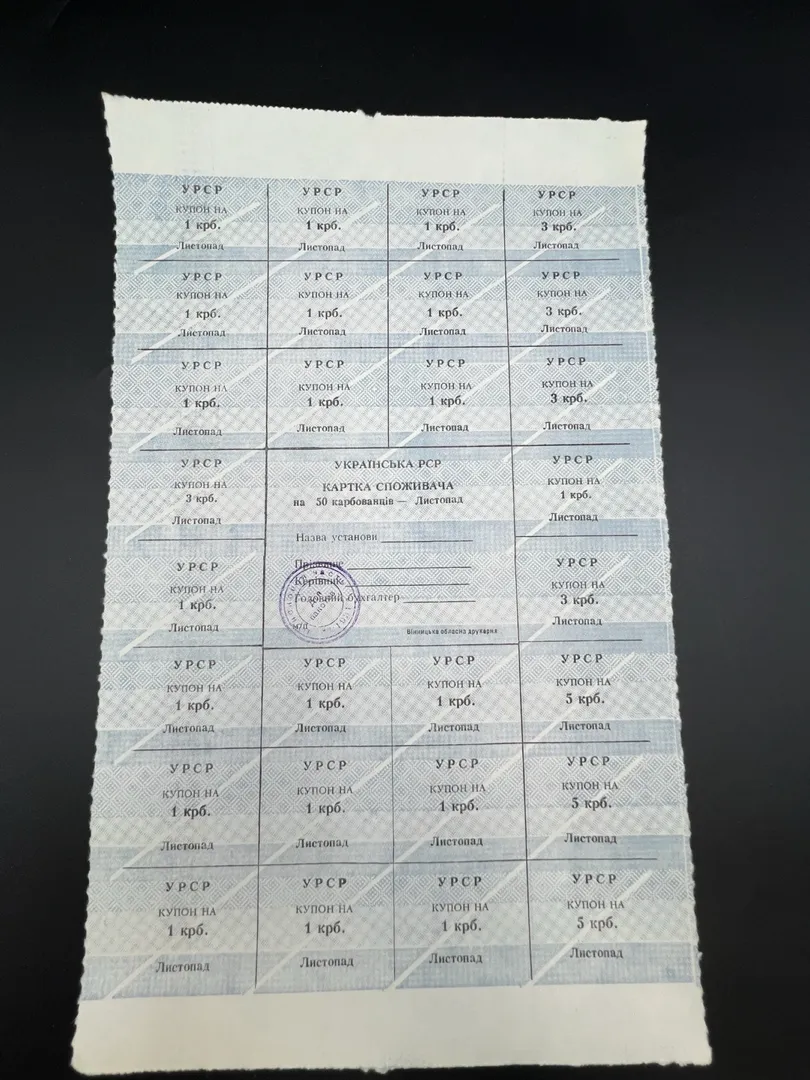 УРСР
КУПОН НА
1 крб.
Листопад
УРСР
КУПОН НА
1 крб.
Листопад
УРСР
КУПОН НА
1 крб.
Листопад
УРСР
КУПОН НА
3 крб.
Листопад
УРСР
КУПОН НА
1 крб.
Листопад
УРСР
КУПОН НА
1 крб.
Листопад
УРСР
КУПОН НА
1 крб.
Листопад
УРСР
КУПОН НА
3 крб.
Листопад
УРСР
КУПОН НА
1 крб.
Листопад
УРСР
КУПОН НА
1 крб.
Листопад
УРСР
КУПОН НА
1 крб.
Листопад
УРСР
КУПОН НА
3 крб.
Листопад
УРСР
КУПОН НА
3 крб.
Листопад
УКРАЇНСЬКА РСР
КАРТКА СПОЖИВАЧА
на 50 карбованців — Листопад
Назва установи
Прізвище
Керівник
Головний бухгалтер
Вінницька обласна друкарня
УРСР
КУПОН НА
1 крб.
Листопад
УРСР
КУПОН НА
1 крб.
Листопад
УРСР
КУПОН НА
3 крб.
Листопад
УРСР
КУПОН НА
1 крб.
Листопад
УРСР
КУПОН НА
1 крб.
Листопад
УРСР
КУПОН НА
1 крб.
Листопад
УРСР
КУПОН НА
5 крб.
Листопад
УРСР
КУПОН НА
1 крб.
Листопад
УРСР
КУПОН НА
1 крб.
Листопад
УРСР
КУПОН НА
1 крб.
Листопад
УРСР
КУПОН НА
5 крб.
Листопад
УРСР
КУПОН НА
1 крб.
Листопад
УРСР
КУПОН НА
1 крб.
Листопад
УРСР
КУПОН НА
1 крб.
Листопад
УРСР
КУПОН НА
5 крб.
Листопад